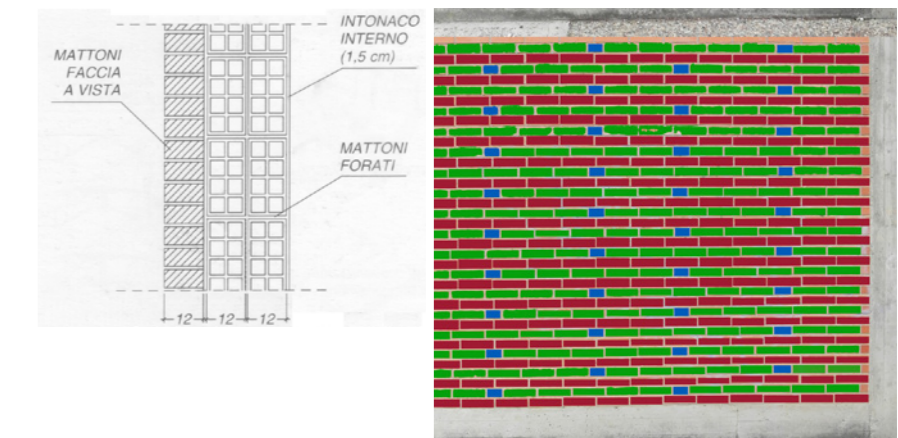 MATTONI
FACCIA
A VISTA
INTONACO
INTERNO
(1,5 cm)
MATTONI
FORATI
12
12
12